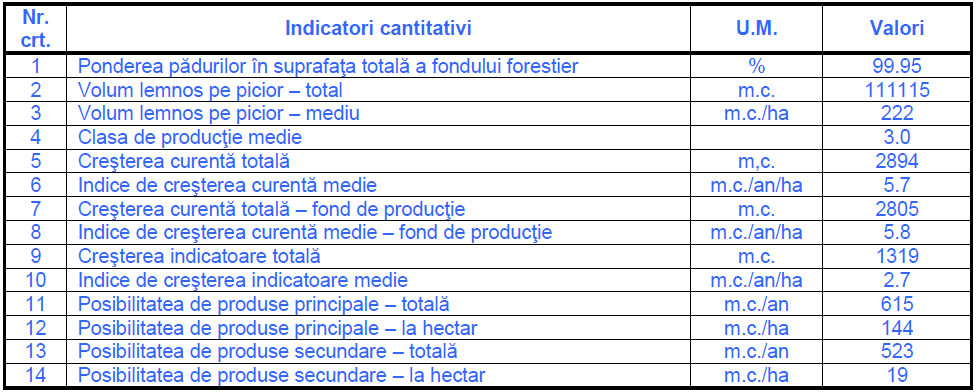 Nr. crt. Indicatori cantitativi U.M. Valori
1 Ponderea pădurilor în suprafaţa totală a fondului forestier % 99.95
2 Volum lemnos pe picior – total m.c. 111115
3 Volum lemnos pe picior – mediu m.c./ha 222
4 Clasa de producţie medie 3.0
5 Creşterea curentă totală m,c. 2894
6 Indice de creşterea curentă medie m.c./an/ha 5.7
7 Creşterea curentă totală – fond de producţie m.c. 2805
8 Indice de creşterea curentă medie – fond de producţie m.c./an/ha 5.8
9 Creşterea indicatoare totală m.c. 1319
10 Indice de creşterea indicatoare medie m.c./an/ha 2.7
11 Posibilitatea de produse principale – totală m.c./an 615
12 Posibilitatea de produse principale – la hectar m.c./ha 144
13 Posibilitatea de produse secundare – totală m.c./an 523
14 Posibilitatea de produse secundare – la hectar m.c./ha 19